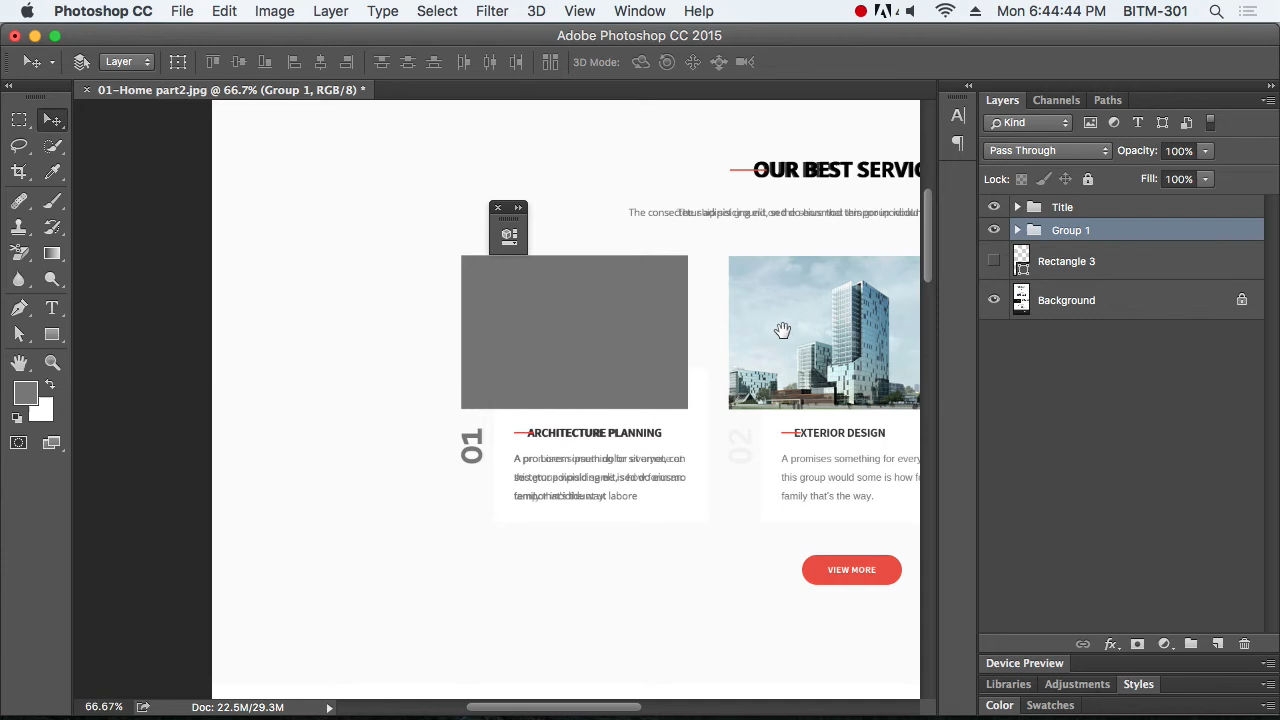 Photoshop CC File Edit Image Layer Type Select Filter 3D View Window Help Mon 6:44:44 PM BITM-301
Adobe Photoshop CC 2015
Layer 3D Mode:
01-Home part2.jpg @ 66.7% (Group 1, RGB/8) *
Layers Channels Paths
Kind
Pass Through Opacity: 100%
Lock: Fill: 100%
Title
Group 1
Rectangle 3
Background
OUR BEST
01
ARCHITECTURE PLANNING
02
EXTERIOR DESIGN
A promises something for every
this group would some is how f
family that's the way.
VIEW MORE
Device Preview
Libraries Adjustments Styles
Color Swatches
66.67% Doc: 22.5M/29.3M